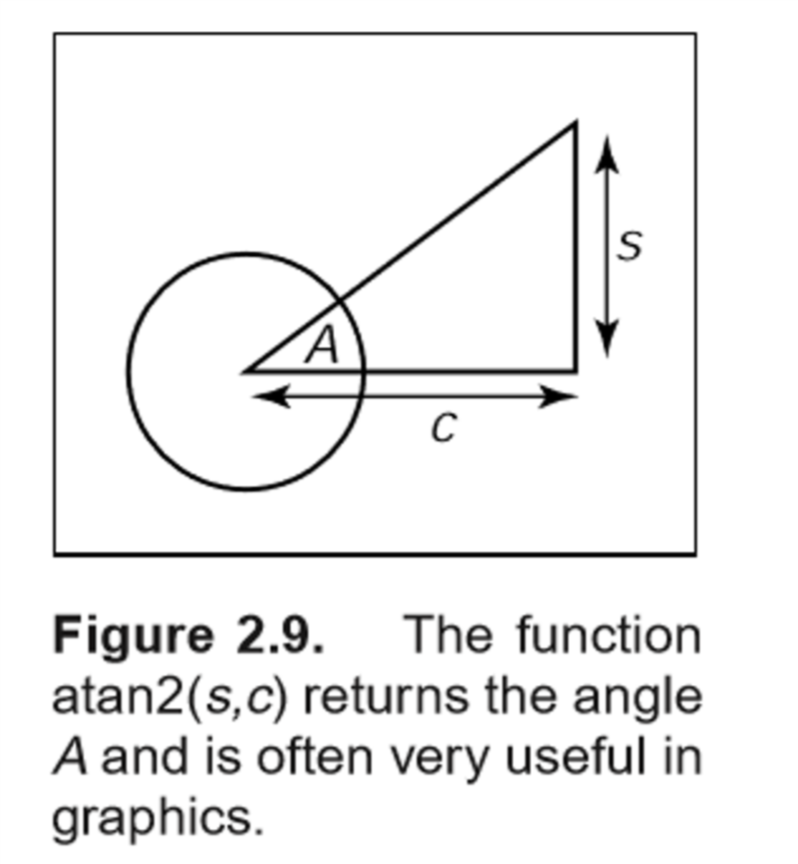 s
A
c
Figure 2.9. The function
atan2(s,c) returns the angle
A and is often very useful in
graphics.